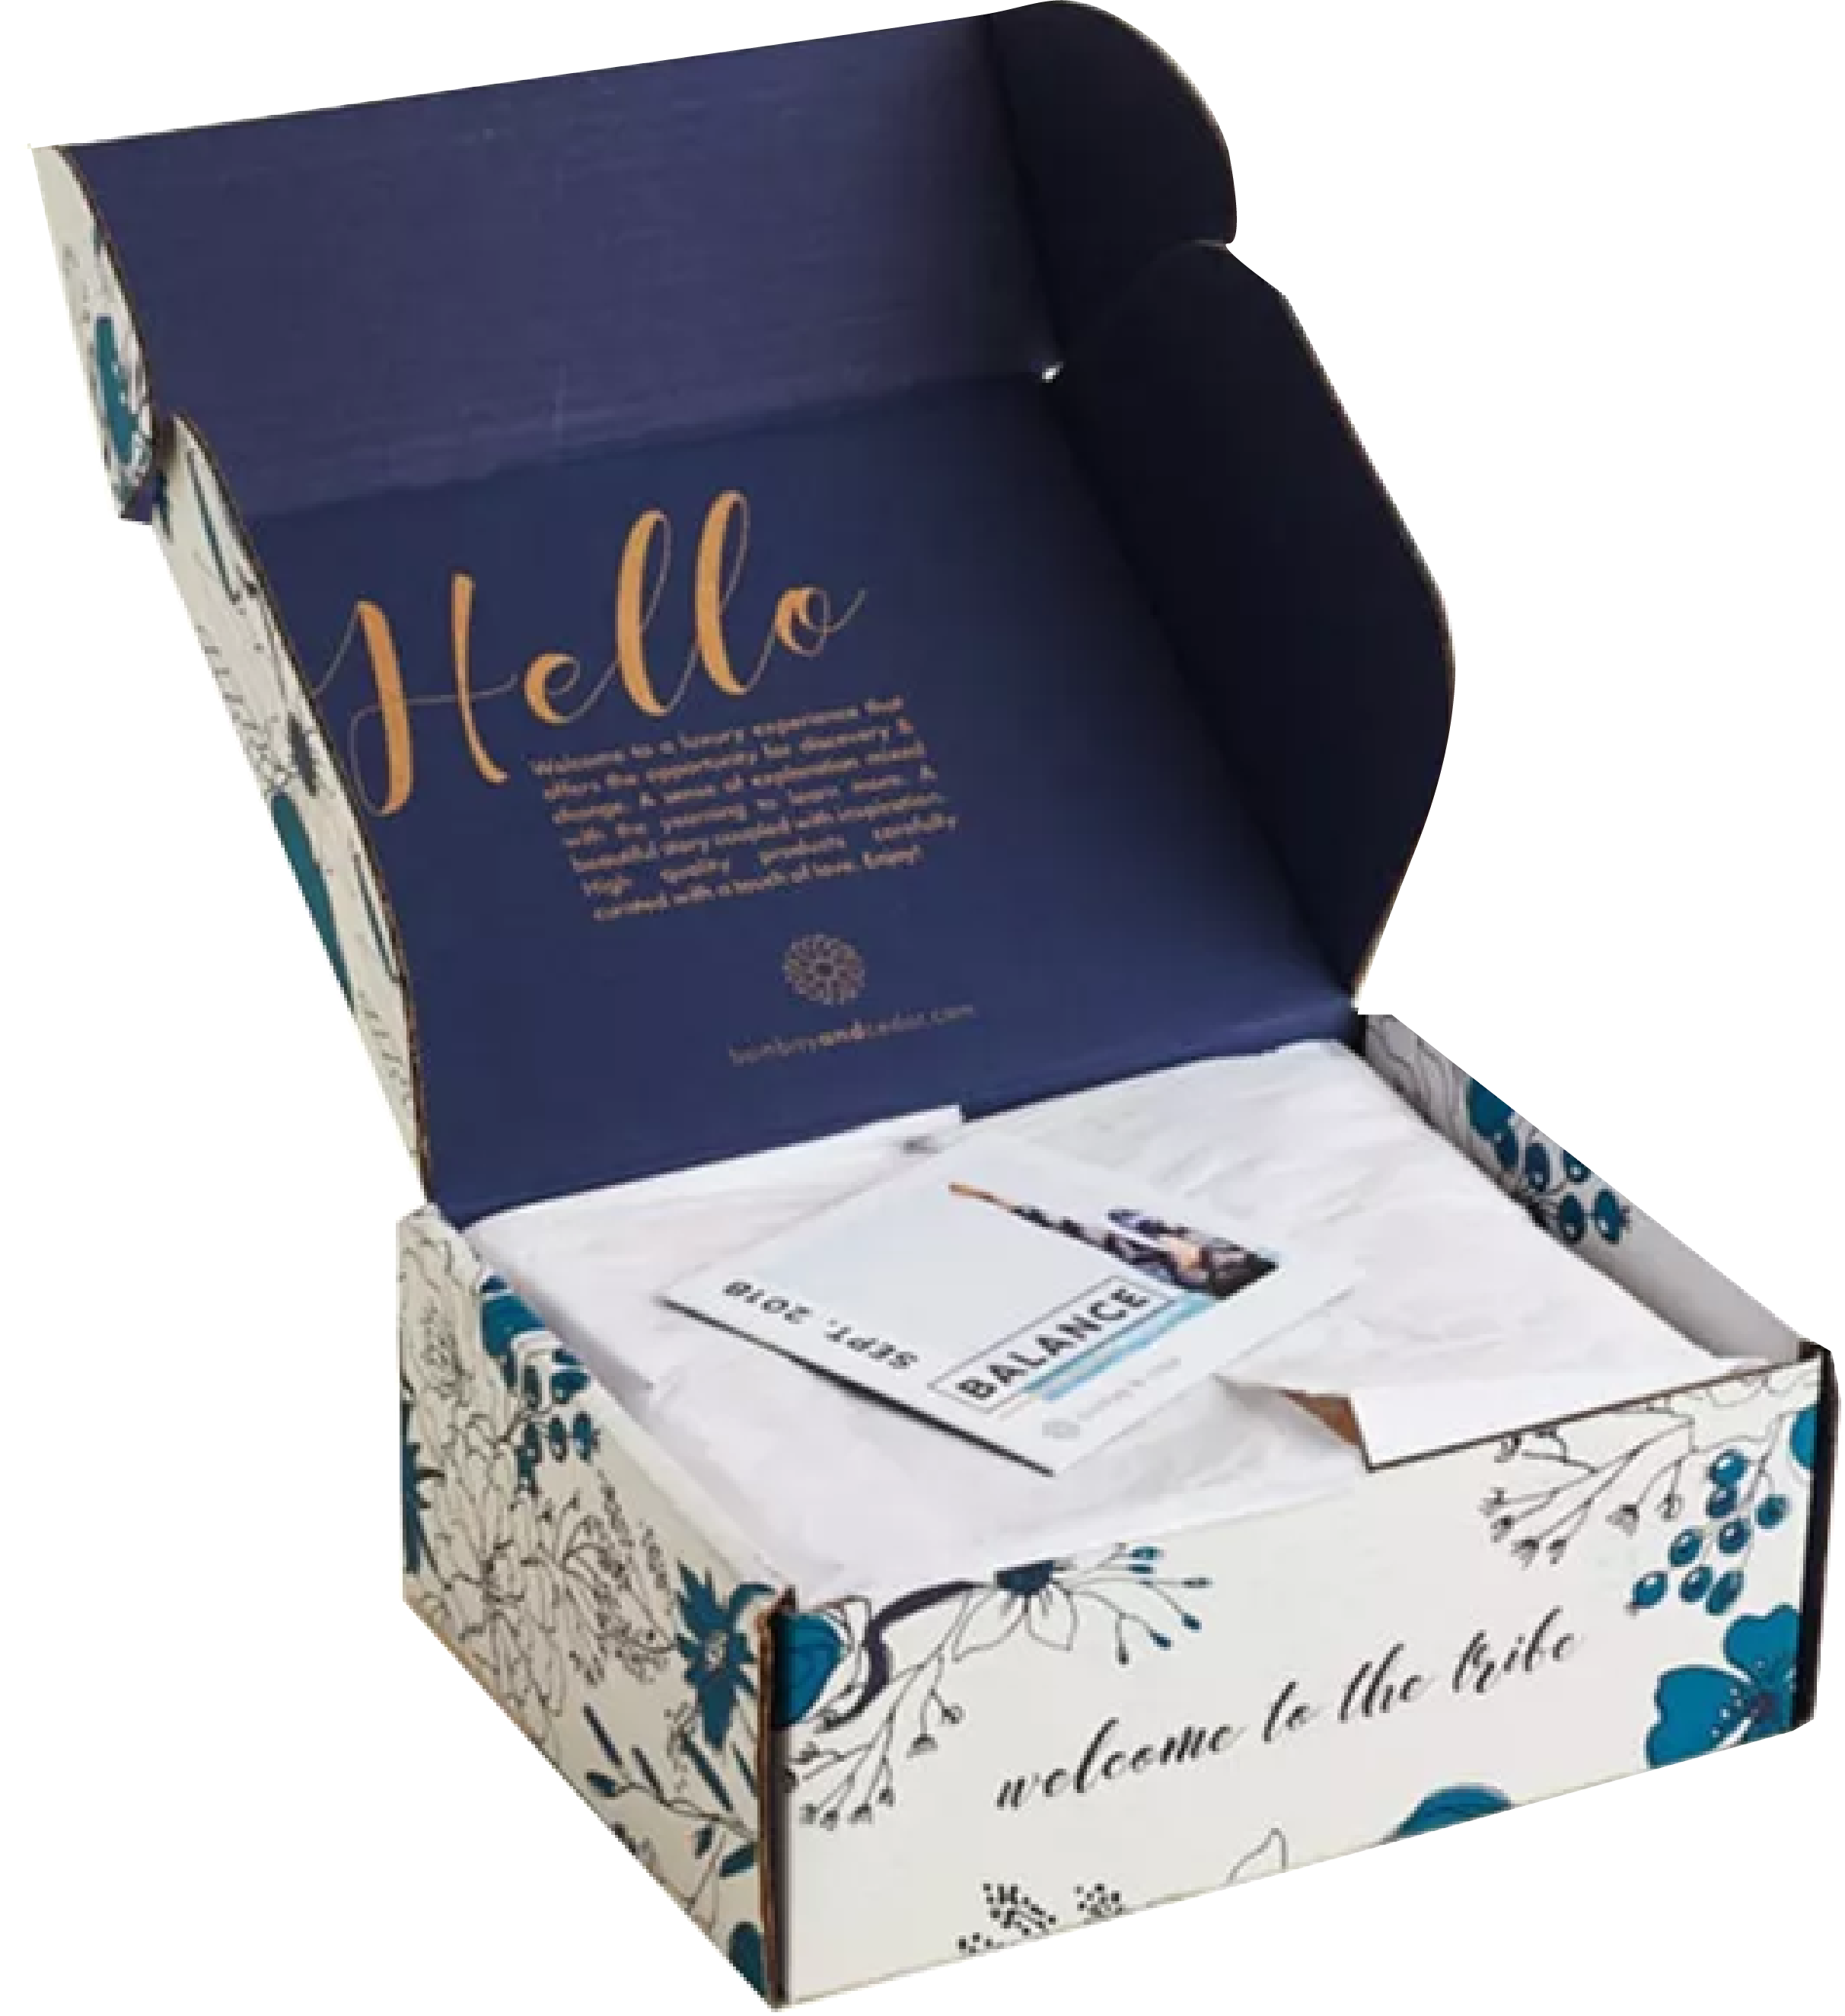 Hello
Welcome to a luxury experience that
offers the opportunity for discovery &
change. A sense of exploration mixed
with the yearning to learn more. A
beautiful story coupled with inspiration.
High quality products carefully
curated with a touch of love. Enjoy!
SEPT. 2018
BALANCE
welcome to the tribe